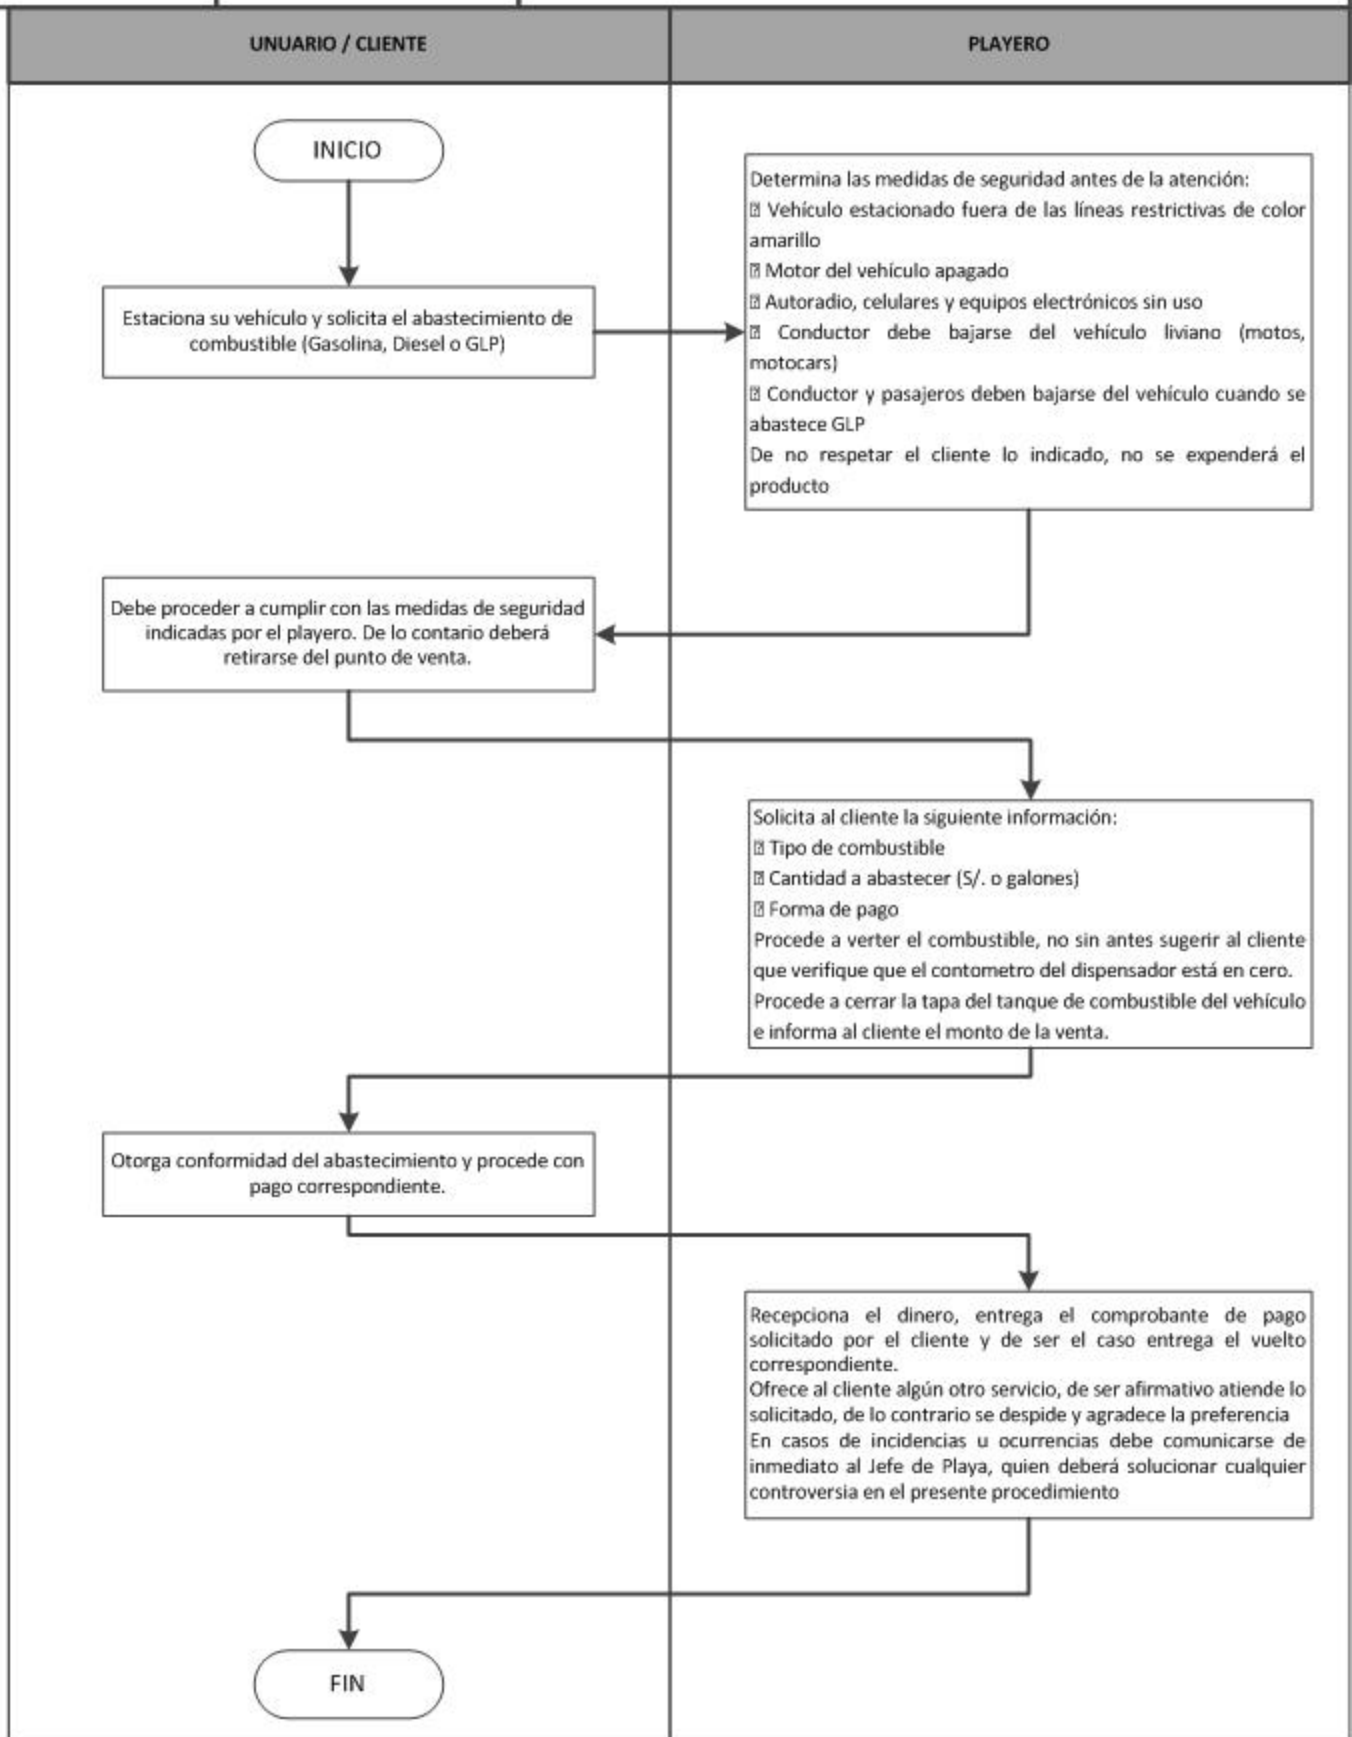 UNUARIO / CLIENTE
PLAYERO
INICIO
Estaciona su vehículo y solicita el abastecimiento de
combustible (Gasolina, Diesel o GLP)
Determina las medidas de seguridad antes de la atención:
Vehículo estacionado fuera de las líneas restrictivas de color
amarillo
Motor del vehículo apagado
Autoradio, celulares y equipos electrónicos sin uso
Conductor debe bajarse del vehículo liviano (motos,
motocars)
Conductor y pasajeros deben bajarse del vehículo cuando se
abastece GLP
De no respetar el cliente lo indicado, no se expenderá el
producto
Debe proceder a cumplir con las medidas de seguridad
indicadas por el playero. De lo contario deberá
retirarse del punto de venta.
Solicita al cliente la siguiente información:
Tipo de combustible
Cantidad a abastecer (S/. o galones)
Forma de pago
Procede a verter el combustible, no sin antes sugerir al cliente
que verifique que el contometro del dispensador está en cero.
Procede a cerrar la tapa del tanque de combustible del vehículo
e informa al cliente el monto de la venta.
Otorga conformidad del abastecimiento y procede con
pago correspondiente.
Recepciona el dinero, entrega el comprobante de pago
solicitado por el cliente y de ser el caso entrega el vuelto
correspondiente.
Ofrece al cliente algún otro servicio, de ser afirmativo atiende lo
solicitado, de lo contrario se despide y agradece la preferencia
En casos de incidencias u ocurrencias debe comunicarse de
inmediato al Jefe de Playa, quien deberá solucionar cualquier
controversia en el presente procedimiento
FIN